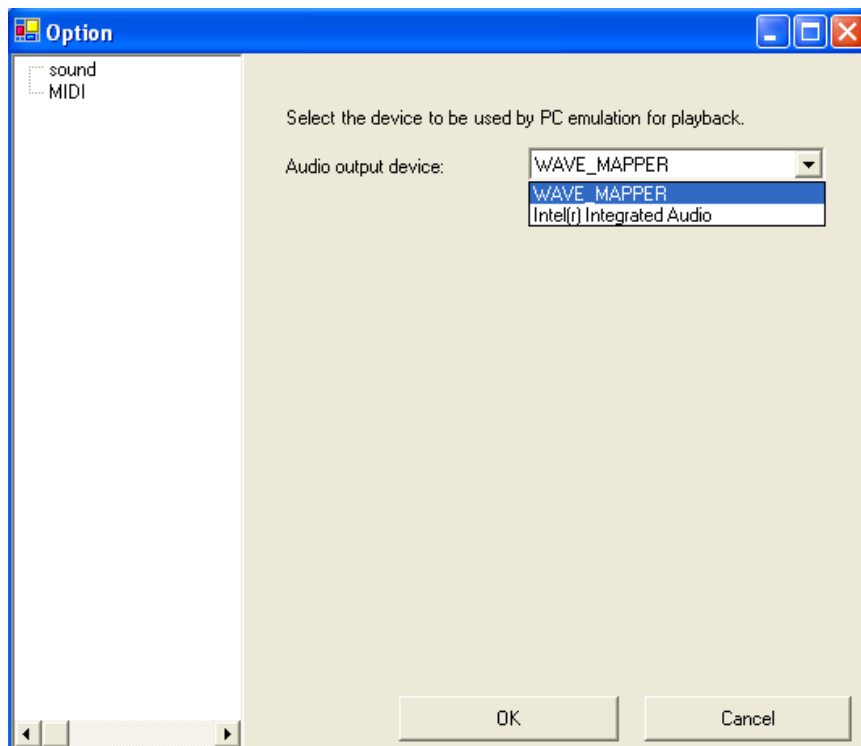 Option
sound
MIDI
Select the device to be used by PC emulation for playback.
Audio output device:
WAVE_MAPPER
WAVE_MAPPER
Intel(r) Integrated Audio
OK
Cancel